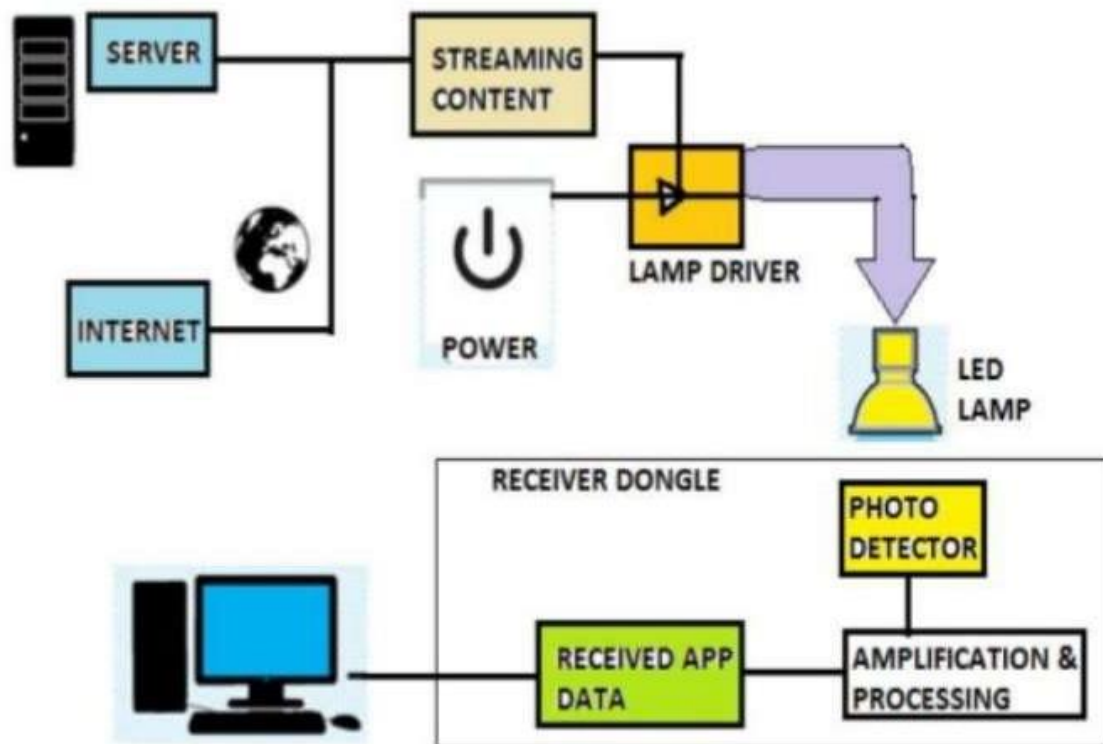 SERVER
STREAMING
CONTENT
LAMP DRIVER
INTERNET
POWER
LED
LAMP
RECEIVER DONGLE
PHOTO
DETECTOR
RECEIVED APP
DATA
AMPLIFICATION &
PROCESSING